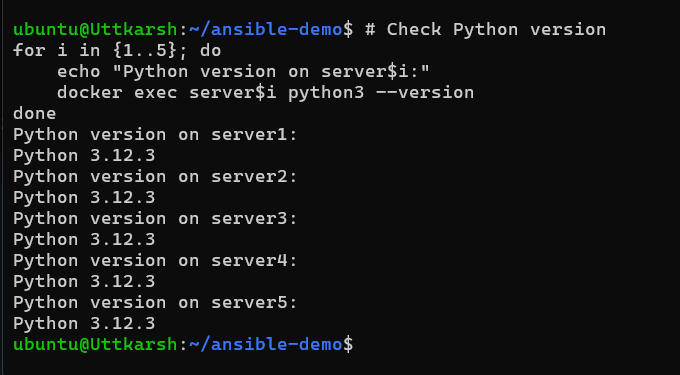 ubuntu@Uttkarsh:~/ansible-demo$ # Check Python version
for i in {1..5}; do
    echo "Python version on server$i:"
    docker exec server$i python3 --version
done
Python version on server1:
Python 3.12.3
Python version on server2:
Python 3.12.3
Python version on server3:
Python 3.12.3
Python version on server4:
Python 3.12.3
Python version on server5:
Python 3.12.3
ubuntu@Uttkarsh:~/ansible-demo$